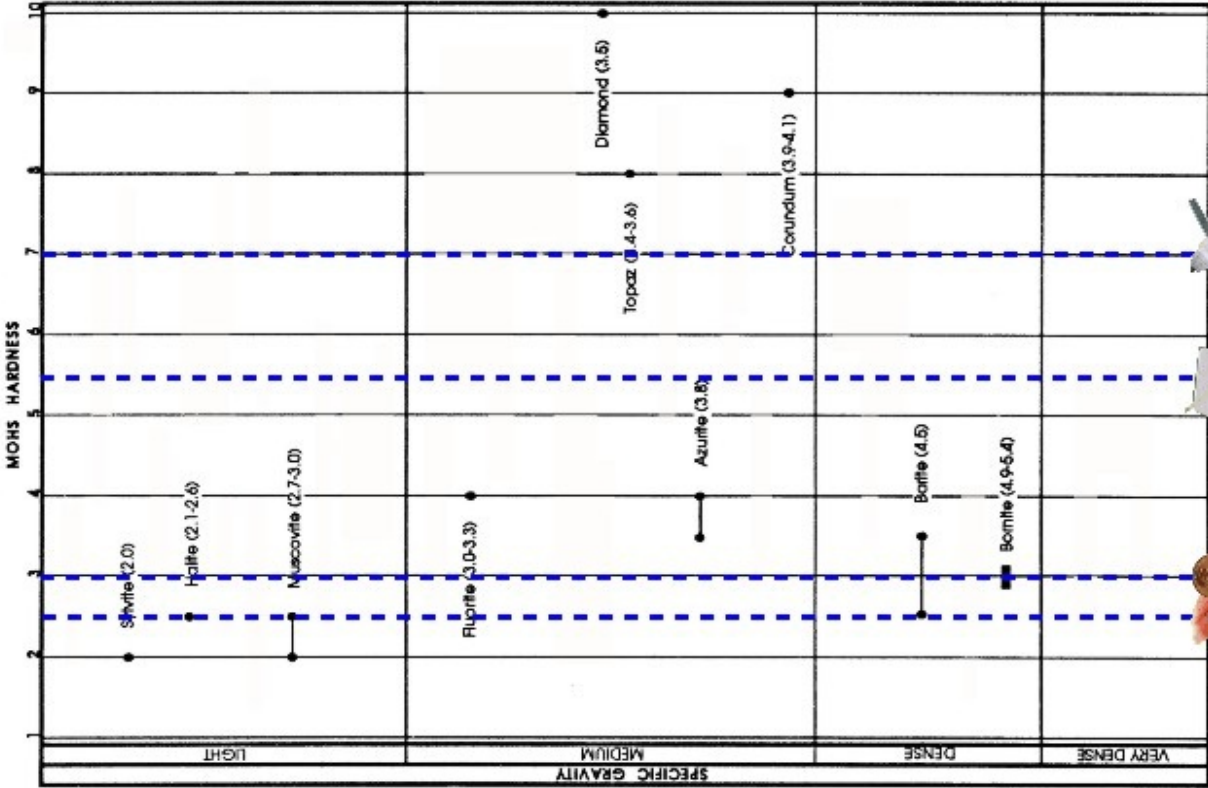 MOHS HARDNESS
1
2
3
4
5
6
7
8
9
10
SPECIFIC GRAVITY
LIGHT
MEDIUM
DENSE
VERY DENSE
Sylvite (2.0)
Halite (2.1-2.6)
Muscovite (2.7-3.0)
Fluorite (3.0-3.3)
Diamond (3.5)
Topaz (3.4-3.6)
Azurite (3.8)
Corundum (3.9-4.1)
Barite (4.5)
Bornite (4.9-5.4)